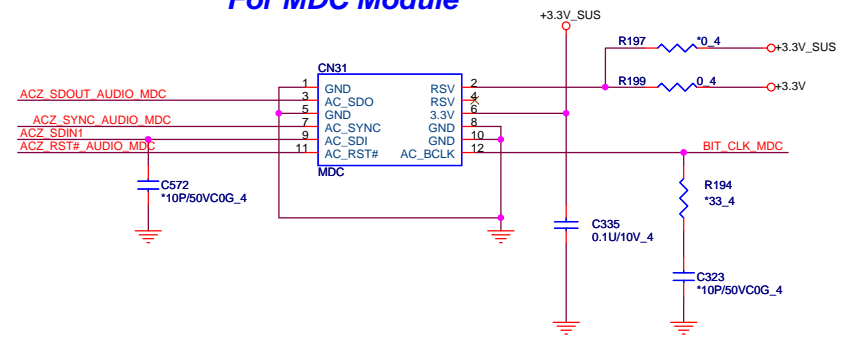 For MDC Module
+3.3V_SUS
R197 *0_4 +3.3V_SUS
R199 0_4 +3.3V
CN31
1 GND RSV 2
ACZ_SDOUT_AUDIO_MDC 3 AC_SDO RSV 4
5 GND 3.3V 6
ACZ_SYNC_AUDIO_MDC 7 AC_SYNC GND 8
ACZ_SDIN1 9 AC_SDI GND 10
ACZ_RST#_AUDIO_MDC 11 AC_RST# AC_BCLK 12 BIT_CLK_MDC
MDC
C572
*10P/50VC0G_4
R194
*33_4
C335
0.1U/10V_4
C323
*10P/50VC0G_4